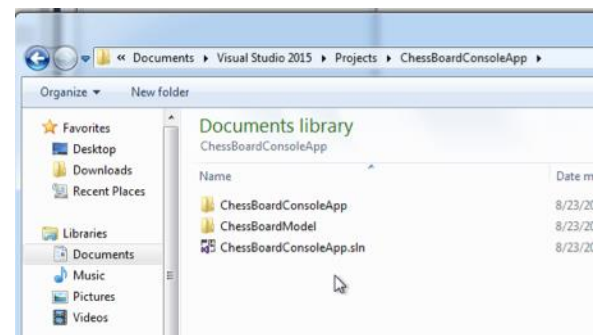 « Documents ▸ Visual Studio 2015 ▸ Projects ▸ ChessBoardConsoleApp ▸
Organize ▾ New folder
Favorites
Desktop
Downloads
Recent Places
Libraries
Documents
Music
Pictures
Videos
Documents library
ChessBoardConsoleApp
Name Date m
ChessBoardConsoleApp 8/23/20
ChessBoardModel 8/23/20
ChessBoardConsoleApp.sln 8/23/20